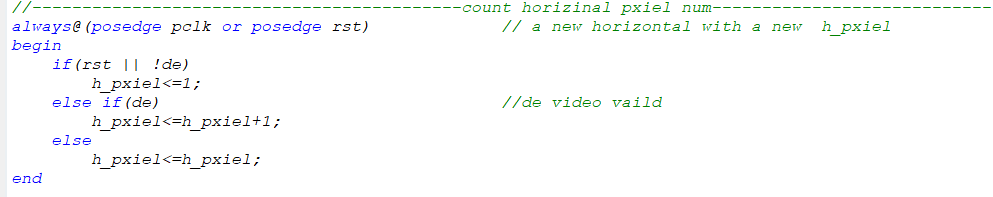 //-------------------------------------------count horizinal pxiel num----------------------------
always@(posedge pclk or posedge rst) // a new horizontal with a new h_pxiel
begin
if(rst || !de)
h_pxiel<=1;
else if(de) //de video vaild
h_pxiel<=h_pxiel+1;
else
h_pxiel<=h_pxiel;
end